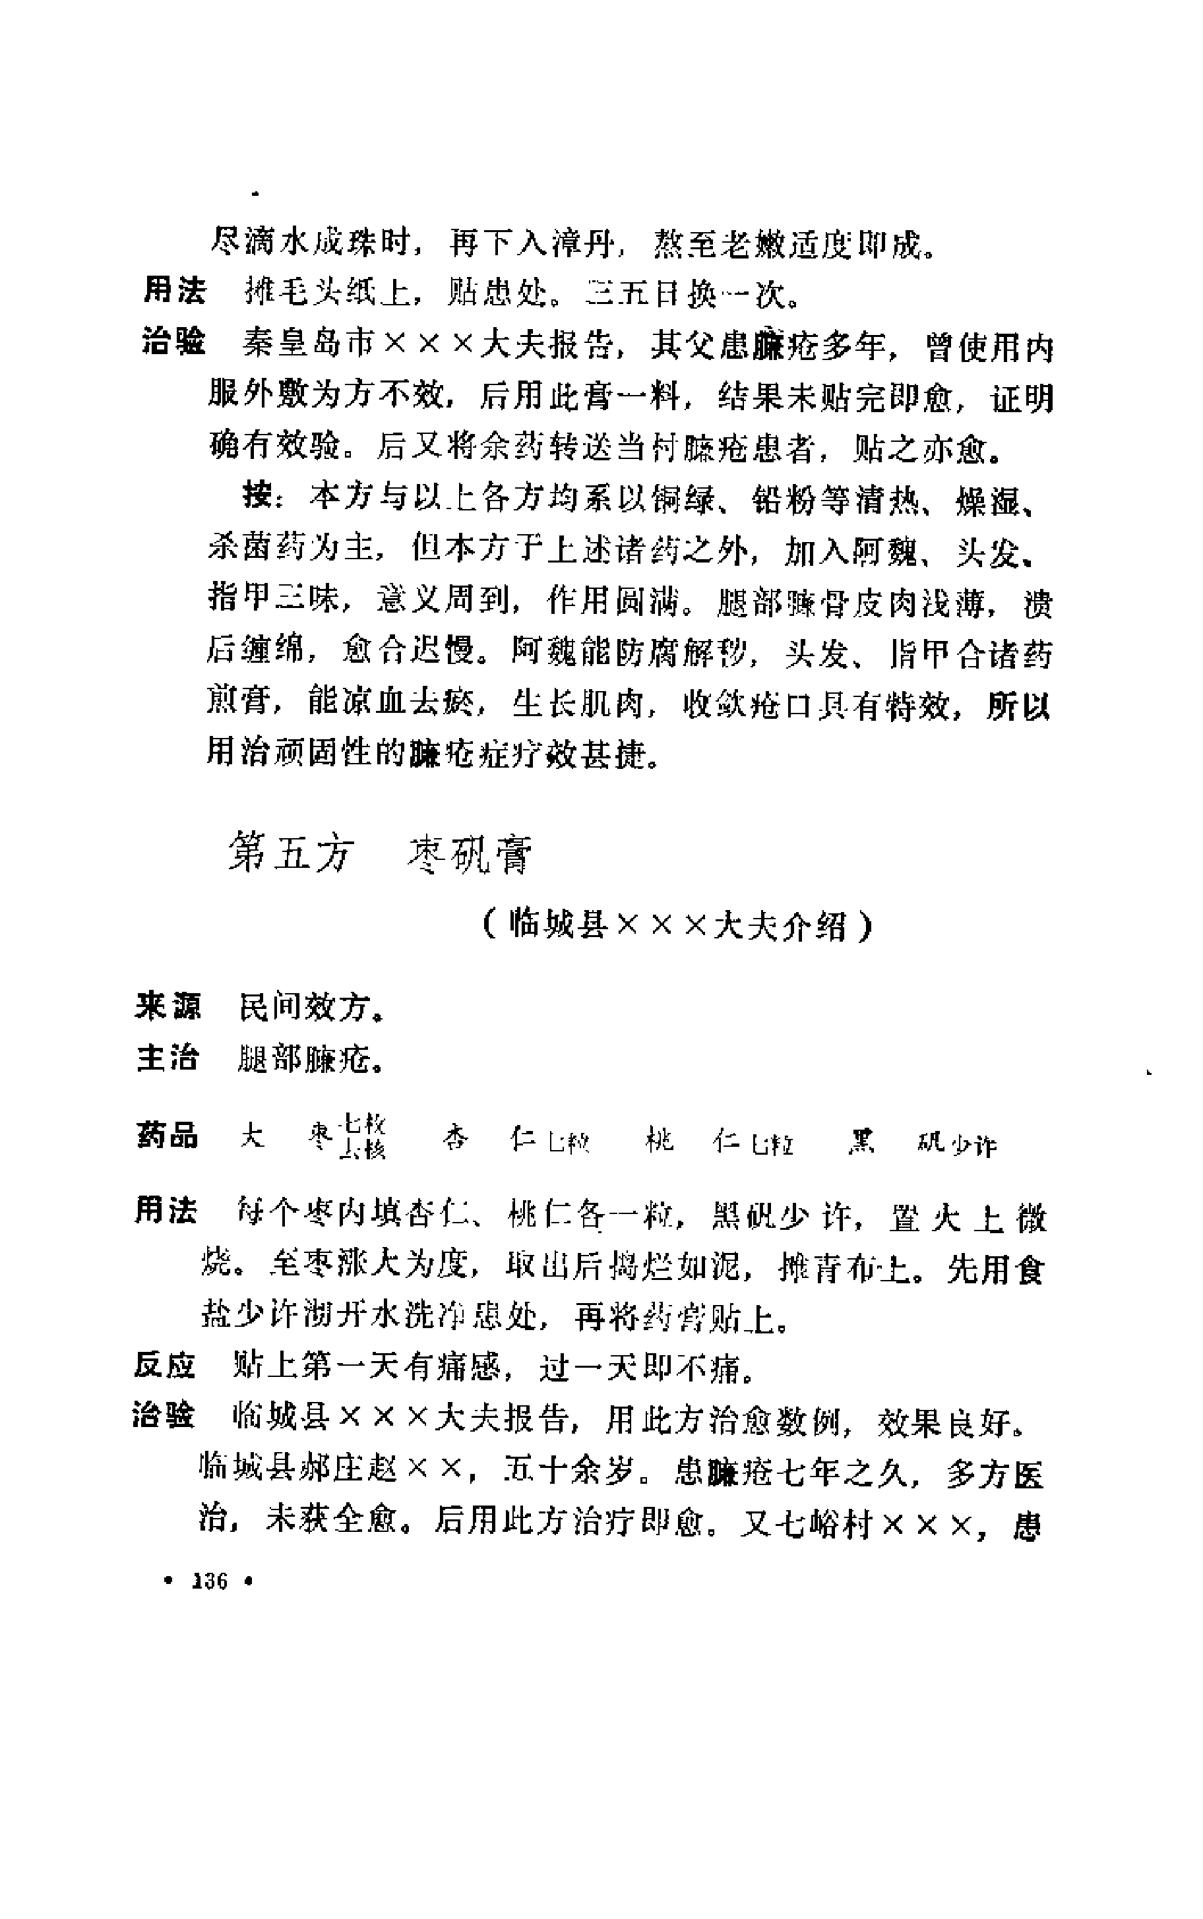 尽滴水成珠时，再下入漳丹，熬至老嫩适度即成。
用法　摊毛头纸上，贴患处。三五日换一次。
治验　秦皇岛市×××大夫报告，其父患臁疮多年，曾使用内
服外敷为方不效，后用此膏一料，结果未贴完即愈，证明
确有效验。后又将余药转送当村臁疮患者，贴之亦愈。
按：本方与以上各方均系以铜绿、铅粉等清热、燥湿、
杀菌药为主，但本方于上述诸药之外，加入阿魏、头发、
指甲三味，意义周到，作用圆满。腿部臁骨皮肉浅薄，溃
后缠绵，愈合迟慢。阿魏能防腐解秽，头发、指甲合诸药
煎膏，能凉血去瘀，生长肌肉，收敛疮口具有特效，所以
用治顽固性的臁疮症疗效甚捷。
第五方　枣矾膏
（临城县×××大夫介绍）
来源　民间效方。
主治　腿部臁疮。
药品　大　枣七枚去核　杏　仁七粒　桃　仁七粒　黑　矾少许
用法　每个枣内填杏仁、桃仁各一粒，黑矾少许，置火上微
烧。至枣涨大为度，取出后捣烂如泥，摊青布上。先用食
盐少许沏开水洗净患处，再将药膏贴上。
反应　贴上第一天有痛感，过一天即不痛。
治验　临城县×××大夫报告，用此方治愈数例，效果良好。
临城县郝庄赵××，五十余岁。患臁疮七年之久，多方医
治，未获全愈。后用此方治疗即愈。又七峪村×××，患
• 136 •